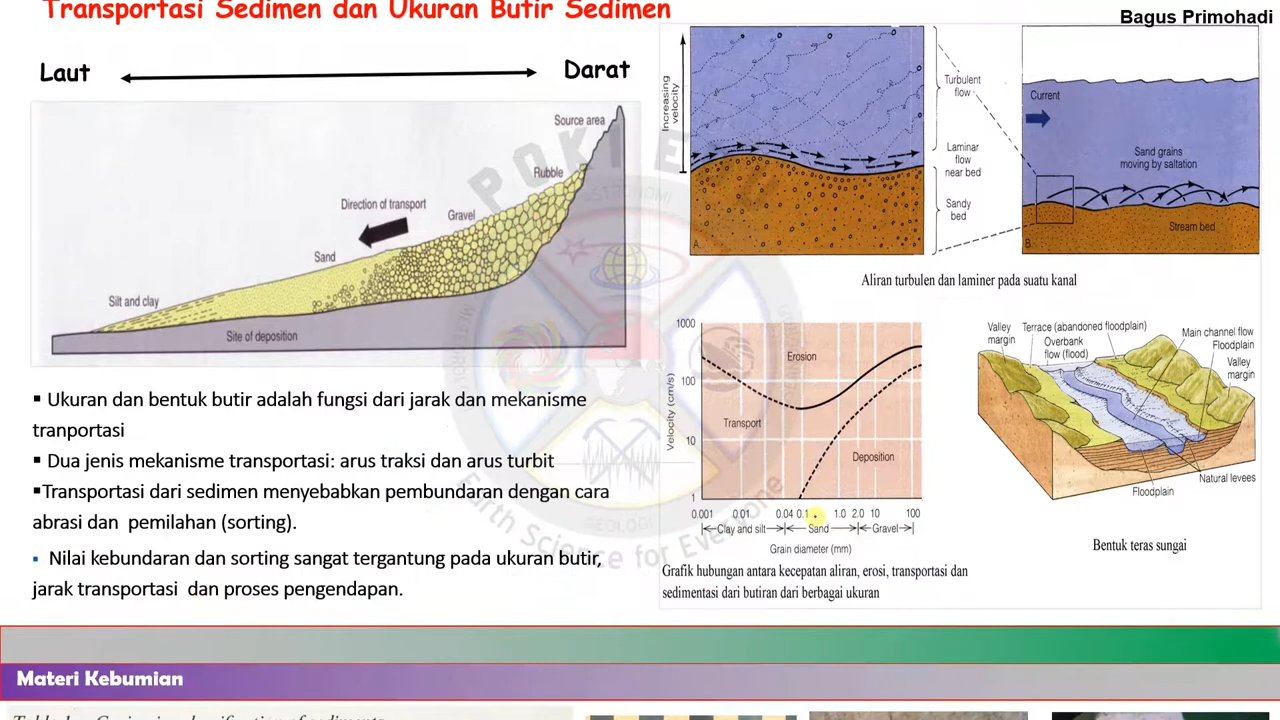 Transportasi Sedimen dan Ukuran Butir Sedimen
Bagus Primohadi
Laut
Darat
Source area
Rubble
Direction of transport
Gravel
Sand
Silt and clay
Site of deposition
▪ Ukuran dan bentuk butir adalah fungsi dari jarak dan mekanisme
tranportasi
▪ Dua jenis mekanisme transportasi: arus traksi dan arus turbit
▪Transportasi dari sedimen menyebabkan pembundaran dengan cara
abrasi dan pemilahan (sorting).
▪ Nilai kebundaran dan sorting sangat tergantung pada ukuran butir,
jarak transportasi dan proses pengendapan.
Increasing
velocity
Turbulent
flow
Laminar
flow
near bed
Sandy
bed
A.
Current
Sand grains
moving by saltation
Stream bed
B.
Aliran turbulen dan laminer pada suatu kanal
Velocity (cm/s)
1000
100
10
1
Erosion
Transport
Deposition
0.001 0.01 0.04 0.1 1.0 2.0 10 100
Clay and silt Sand Gravel
Grain diameter (mm)
Grafik hubungan antara kecepatan aliran, erosi, transportasi dan
sedimentasi dari butiran dari berbagai ukuran
Valley
margin
Terrace (abandoned floodplain)
Overbank
flow (flood)
Main channel flow
Floodplain
Valley
margin
Natural levees
Floodplain
Bentuk teras sungai
Earth Science for Everyone
GEOLOGI
Materi Kebumian